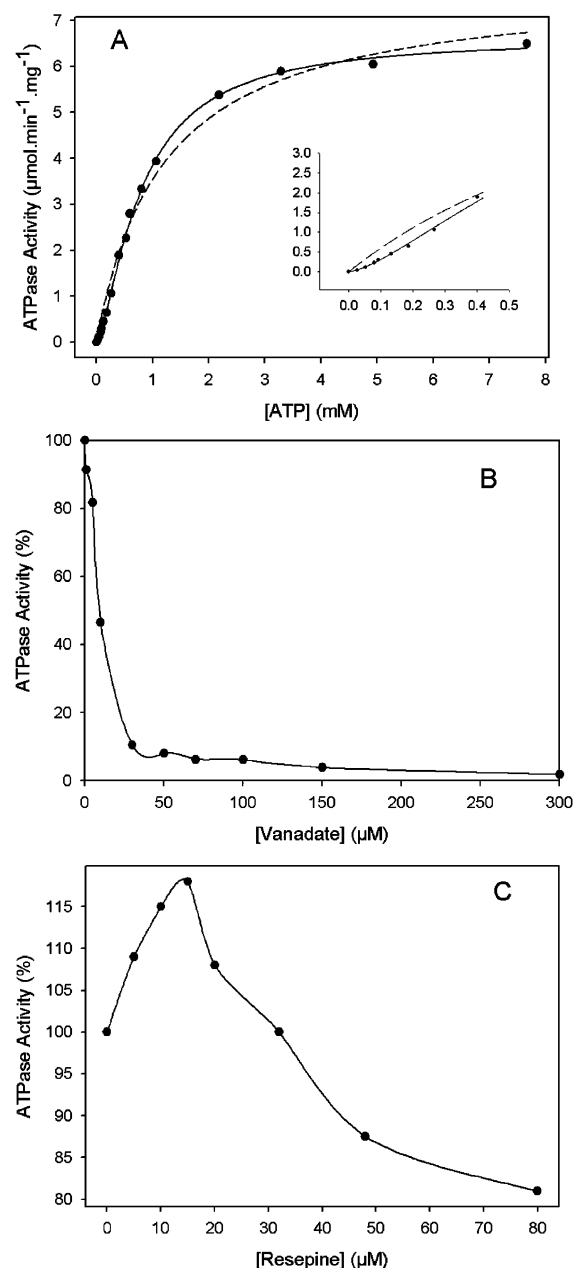 A
ATPase Activity (µmol.min⁻¹.mg⁻¹)
7
6
5
4
3
2
1
0
3.0
2.5
2.0
1.5
1.0
0.5
0.0
0.0 0.1 0.2 0.3 0.4 0.5
0 1 2 3 4 5 6 7 8
[ATP] (mM)
B
ATPase Activity (%)
100
80
60
40
20
0
0 50 100 150 200 250 300
[Vanadate] (µM)
C
ATPase Activity (%)
115
110
105
100
95
90
85
80
0 10 20 30 40 50 60 70 80
[Resepine] (µM)